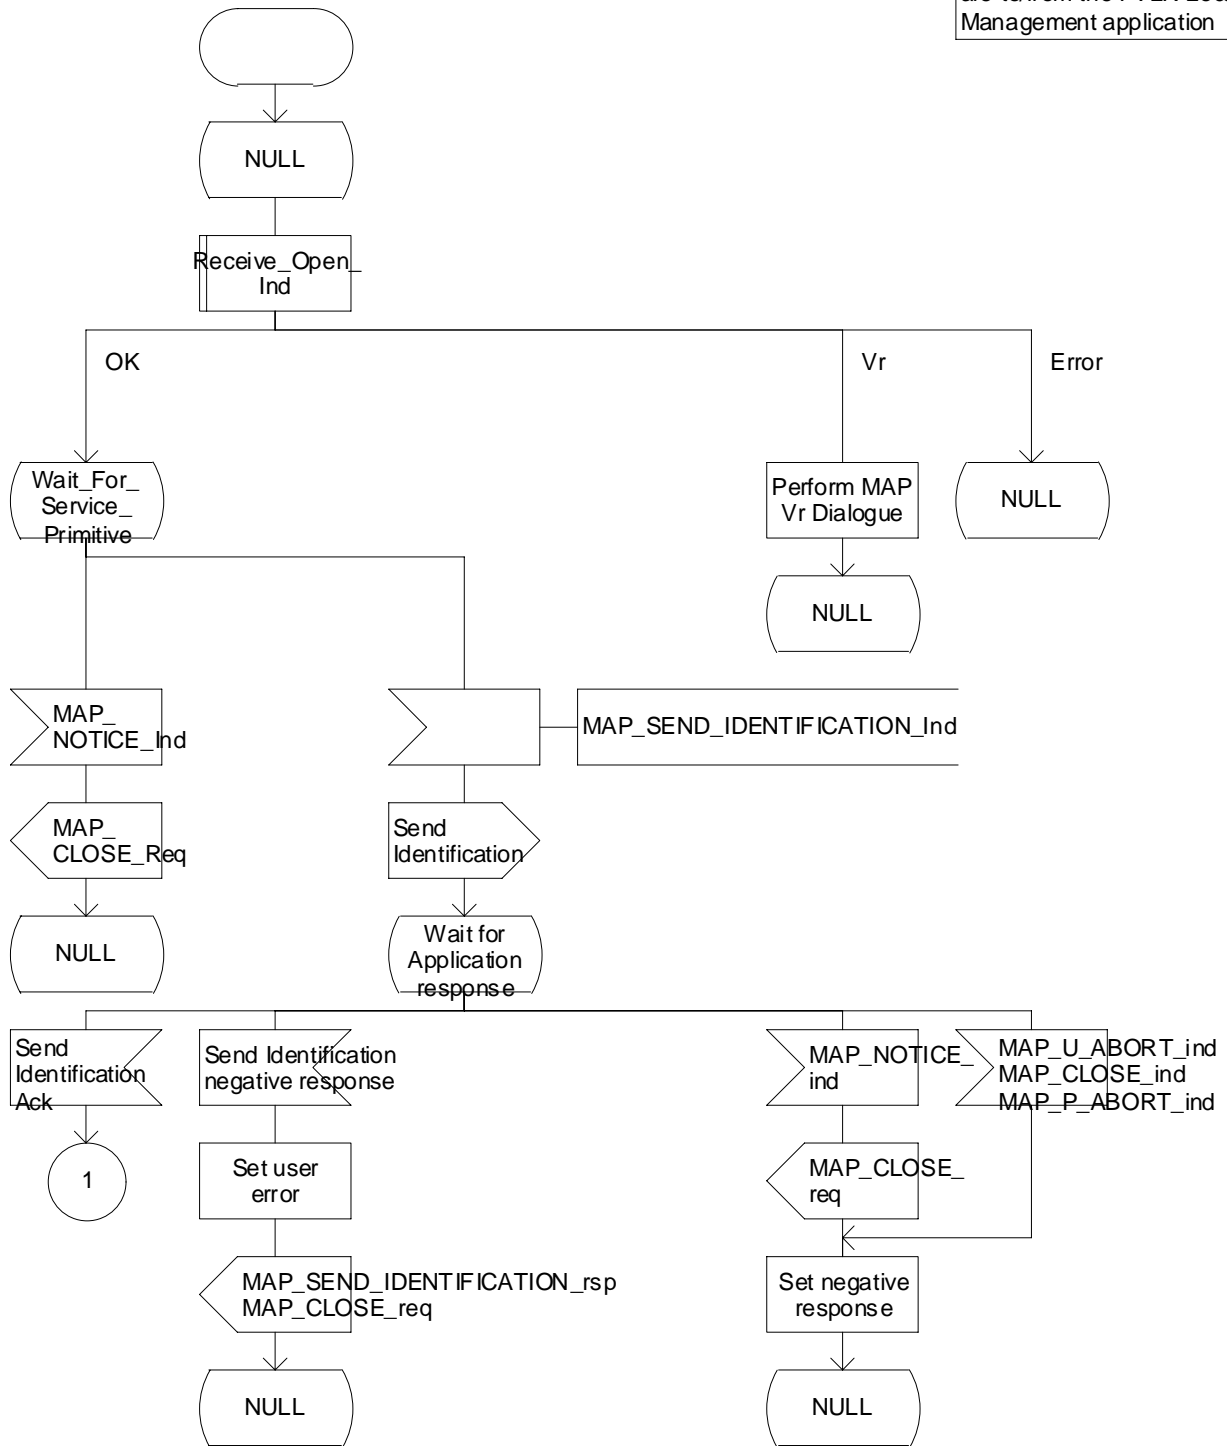 Management application
NULL
Receive_Open_
Ind
OK
Vr
Error
Wait_For_
Service_
Primitive
Perform MAP
Vr Dialogue
NULL
NULL
MAP_
NOTICE_Ind
MAP_SEND_IDENTIFICATION_Ind
MAP_
CLOSE_Req
Send
Identification
NULL
Wait for
Application
response
Send
Identification
Ack
Send Identification
negative response
MAP_NOTICE_
ind
MAP_U_ABORT_ind
MAP_CLOSE_ind
MAP_P_ABORT_ind
1
Set user
error
MAP_CLOSE_
req
MAP_SEND_IDENTIFICATION_rsp
MAP_CLOSE_req
Set negative
response
NULL
NULL